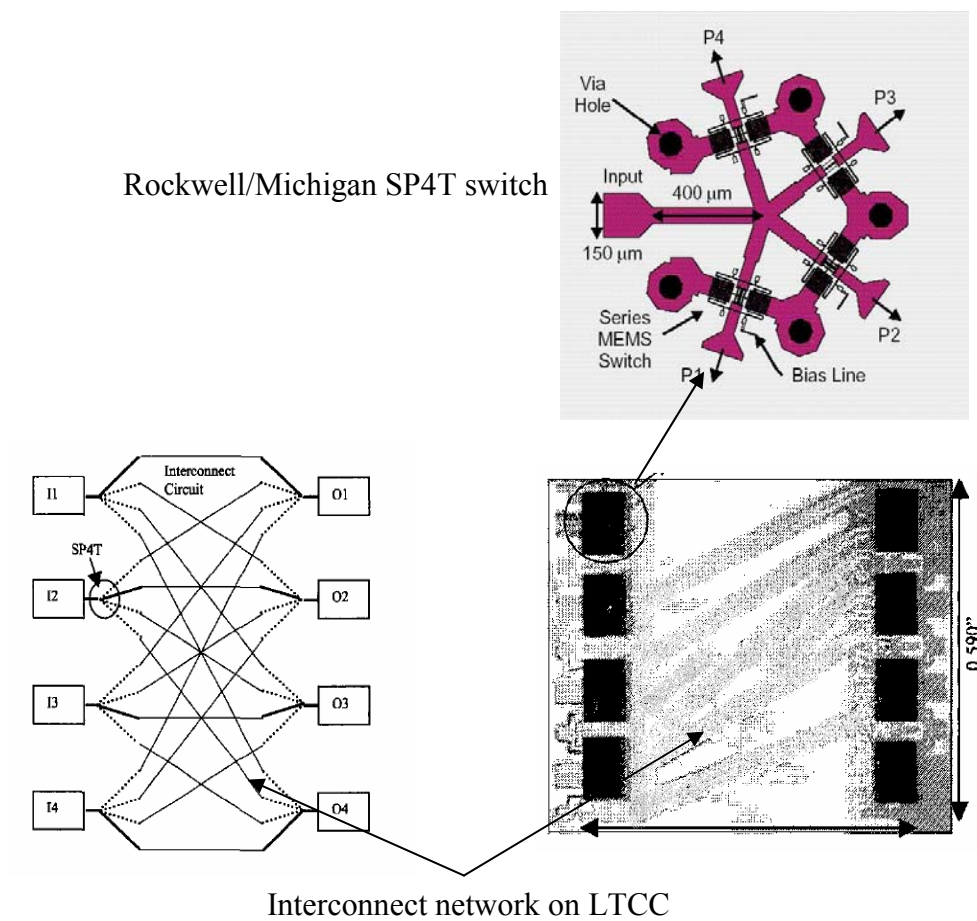 P4
Via
Hole
P3
Rockwell/Michigan SP4T switch
Input
400 μm
150 μm
Series
MEMS
Switch
P2
P1
Bias Line
Interconnect
Circuit
I1
O1
SP4T
I2
O2
I3
O3
I4
O4
0.590"
Interconnect network on LTCC